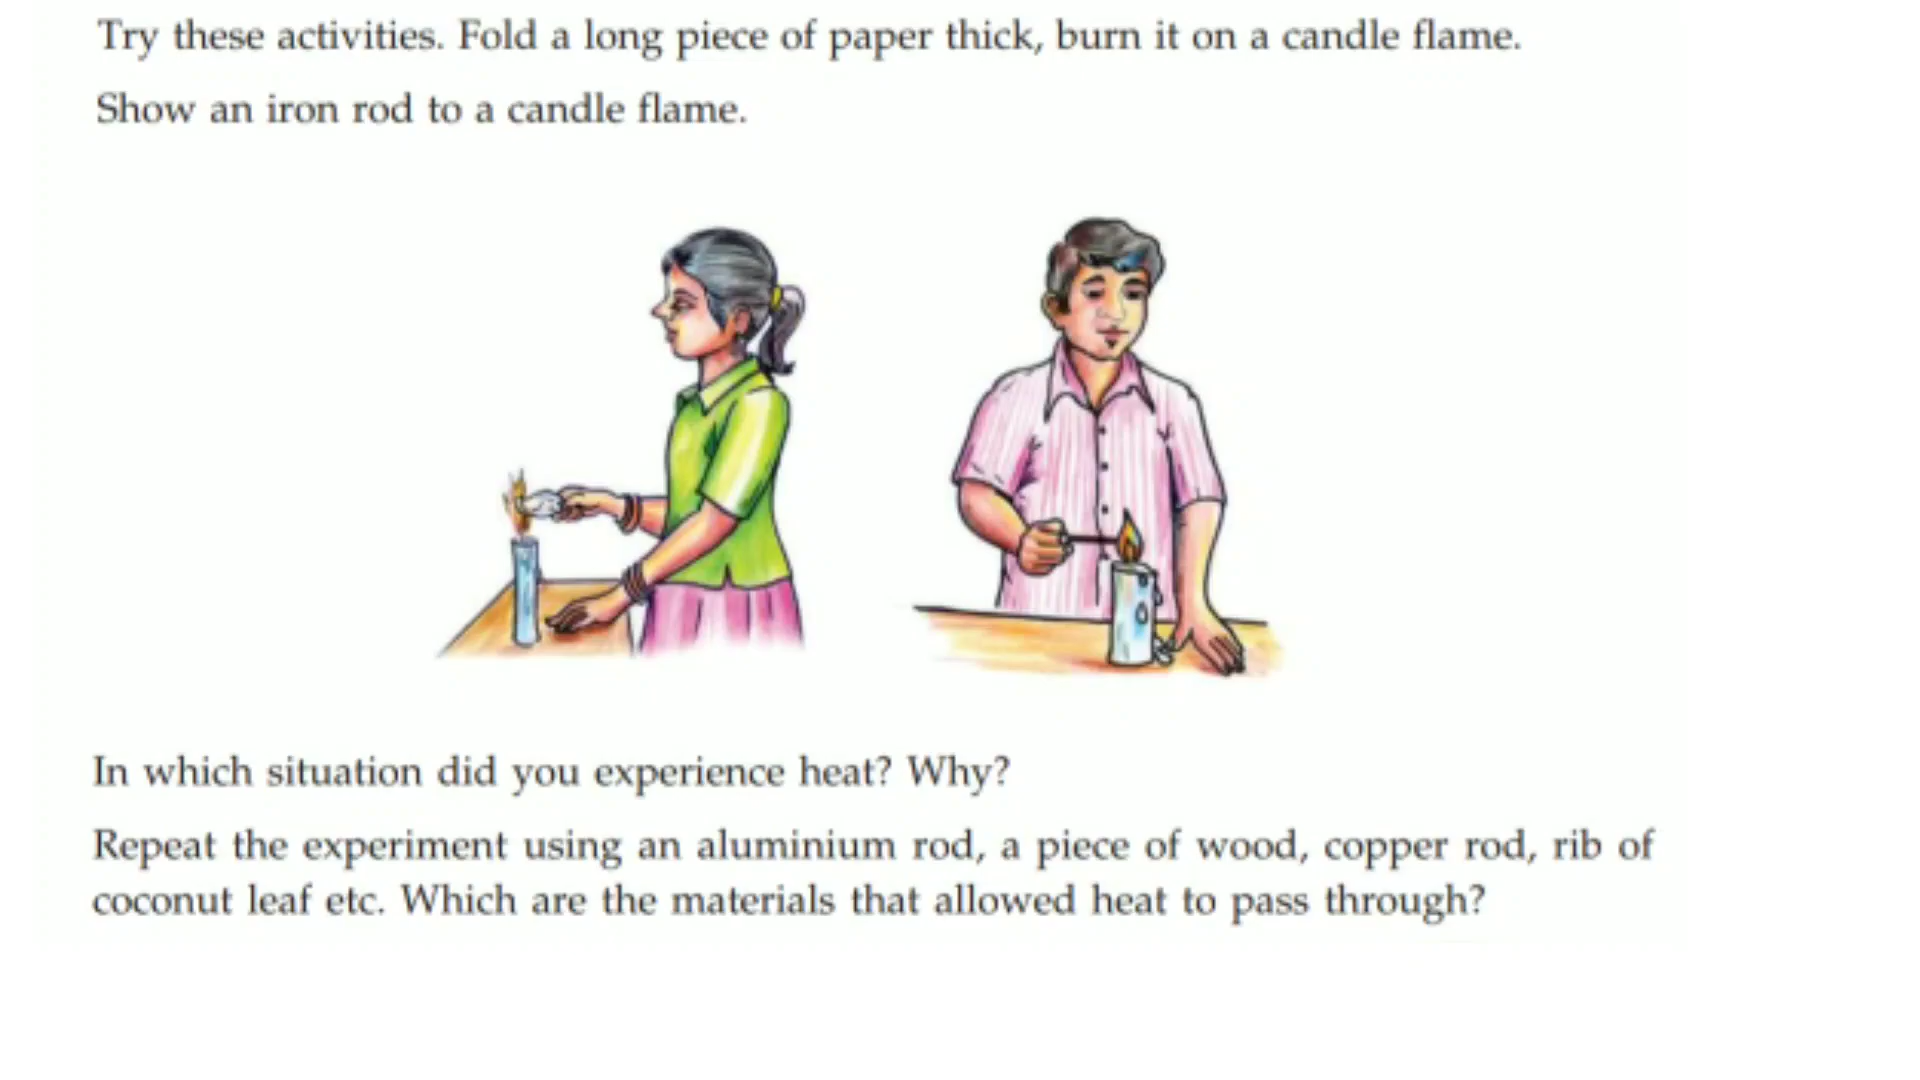 Try these activities. Fold a long piece of paper thick, burn it on a candle flame.
Show an iron rod to a candle flame.
In which situation did you experience heat? Why?
Repeat the experiment using an aluminium rod, a piece of wood, copper rod, rib of
coconut leaf etc. Which are the materials that allowed heat to pass through?